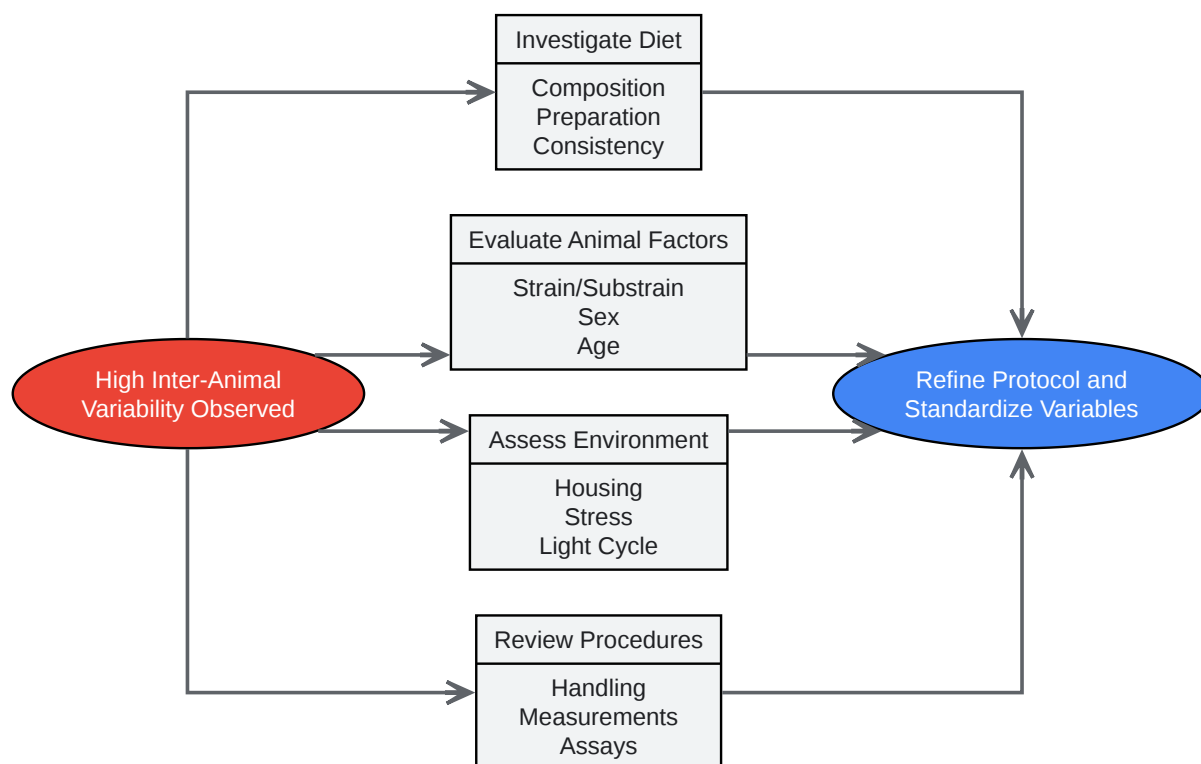 Investigate Diet
Composition
Preparation
Consistency
Evaluate Animal Factors
Strain/Substrain
Sex
Age
High Inter-Animal
Variability Observed
Refine Protocol and
Standardize Variables
Assess Environment
Housing
Stress
Light Cycle
Review Procedures
Handling
Measurements
Assays